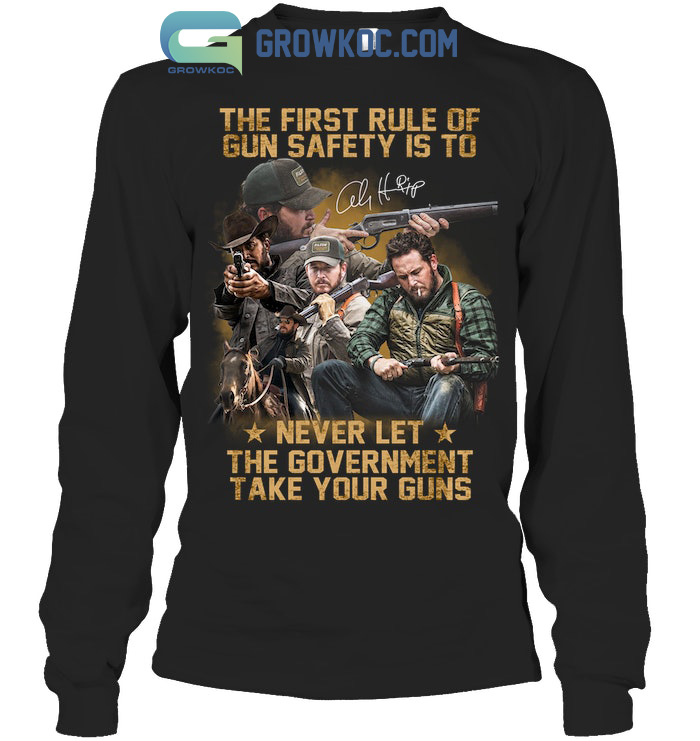 GROWKOC.COM
GROWKOC
THE FIRST RULE OF
GUN SAFETY IS TO
★ NEVER LET ★
THE GOVERNMENT
TAKE YOUR GUNS